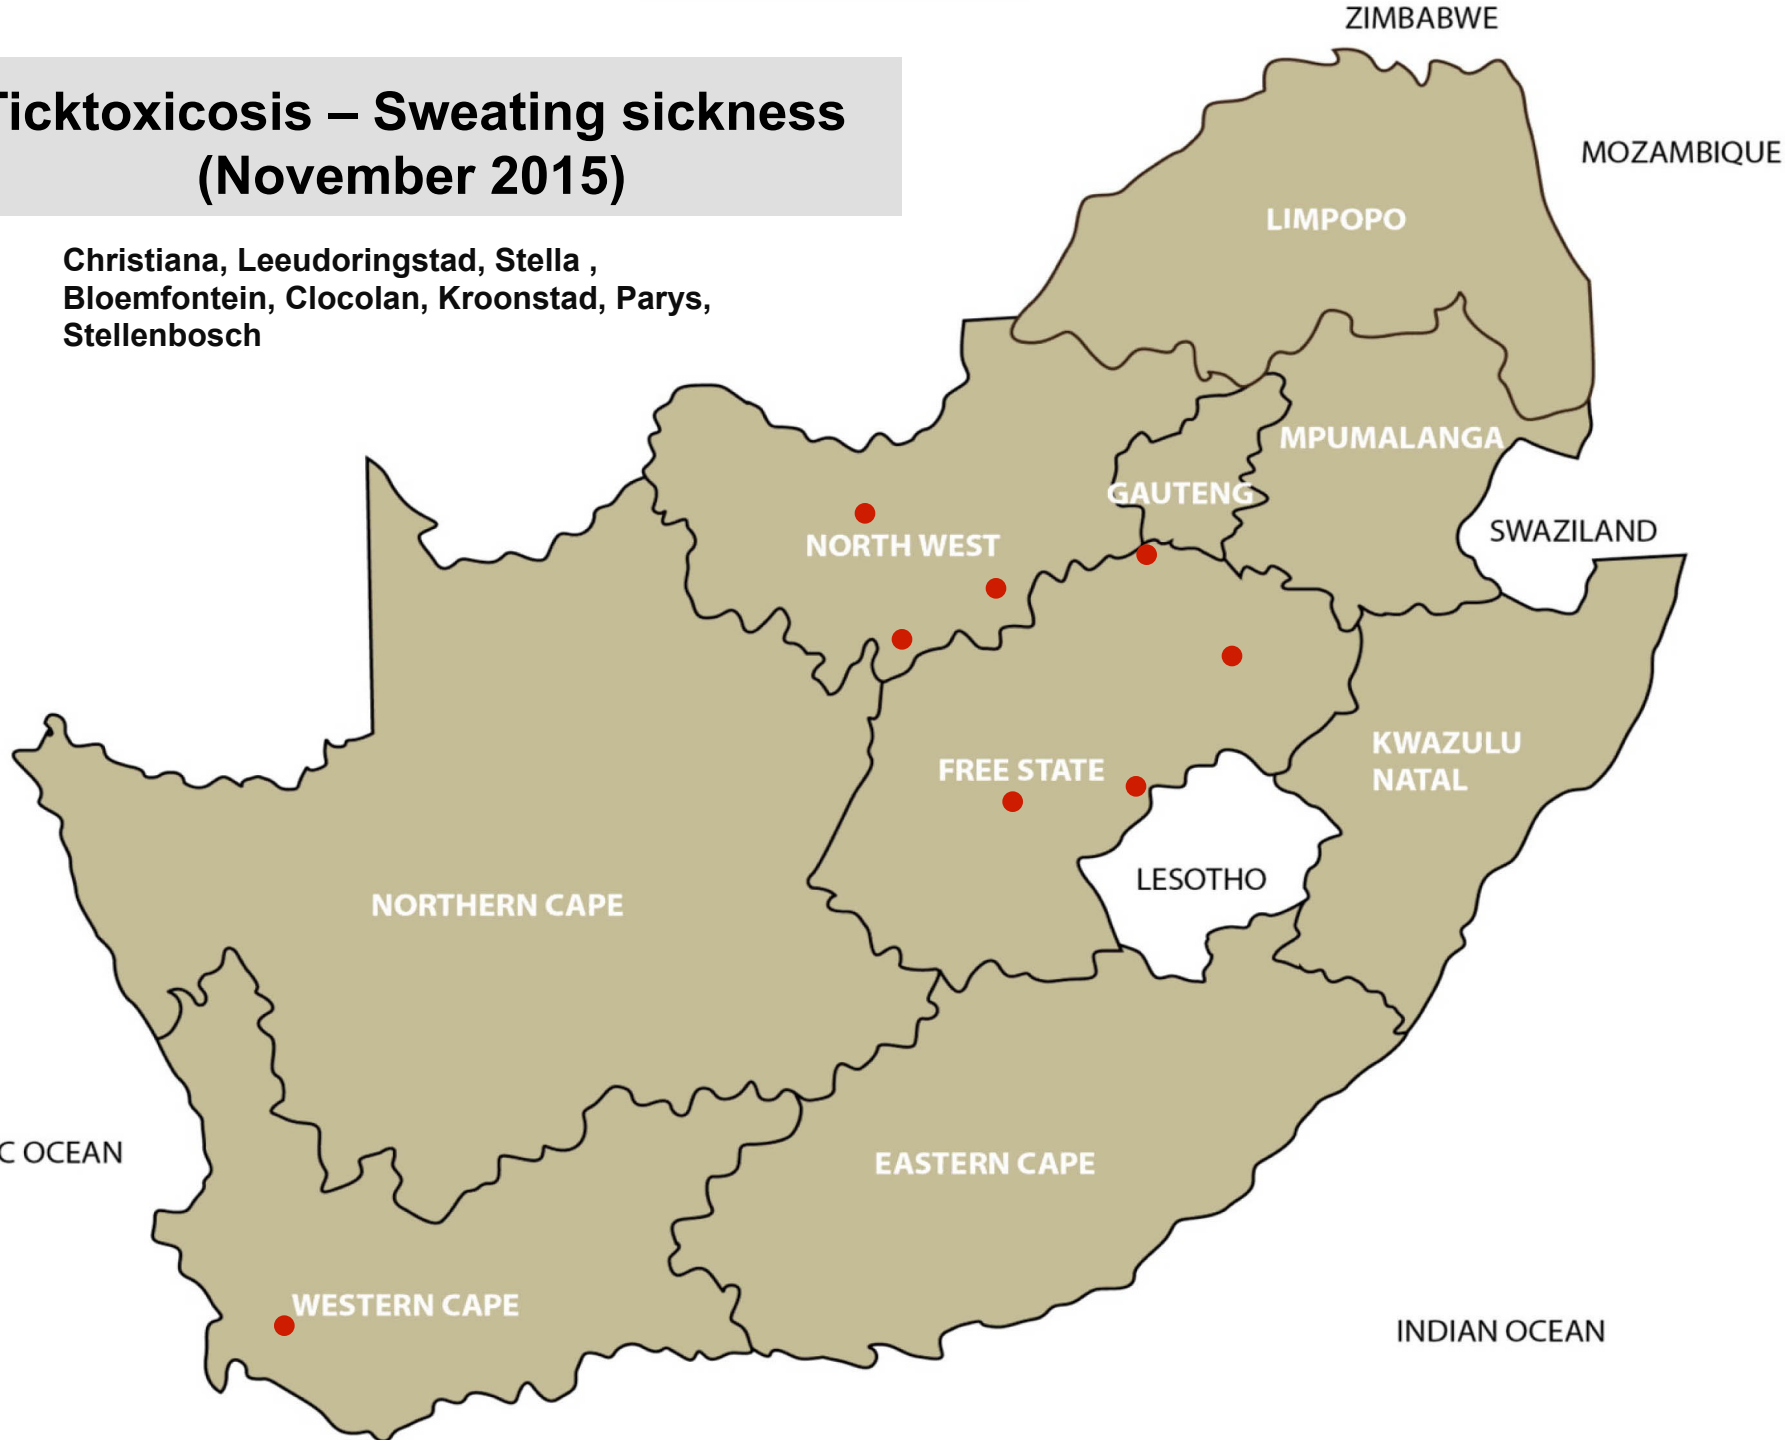 Ticktoxicosis – Sweating sickness
(November 2015)
Christiana, Leeudoringstad, Stella ,
Bloemfontein, Clocolan, Kroonstad, Parys,
Stellenbosch
ZIMBABWE
MOZAMBIQUE
LIMPOPO
MPUMALANGA
GAUTENG
SWAZILAND
NORTH WEST
KWAZULU
NATAL
FREE STATE
LESOTHO
NORTHERN CAPE
C OCEAN
EASTERN CAPE
WESTERN CAPE
INDIAN OCEAN